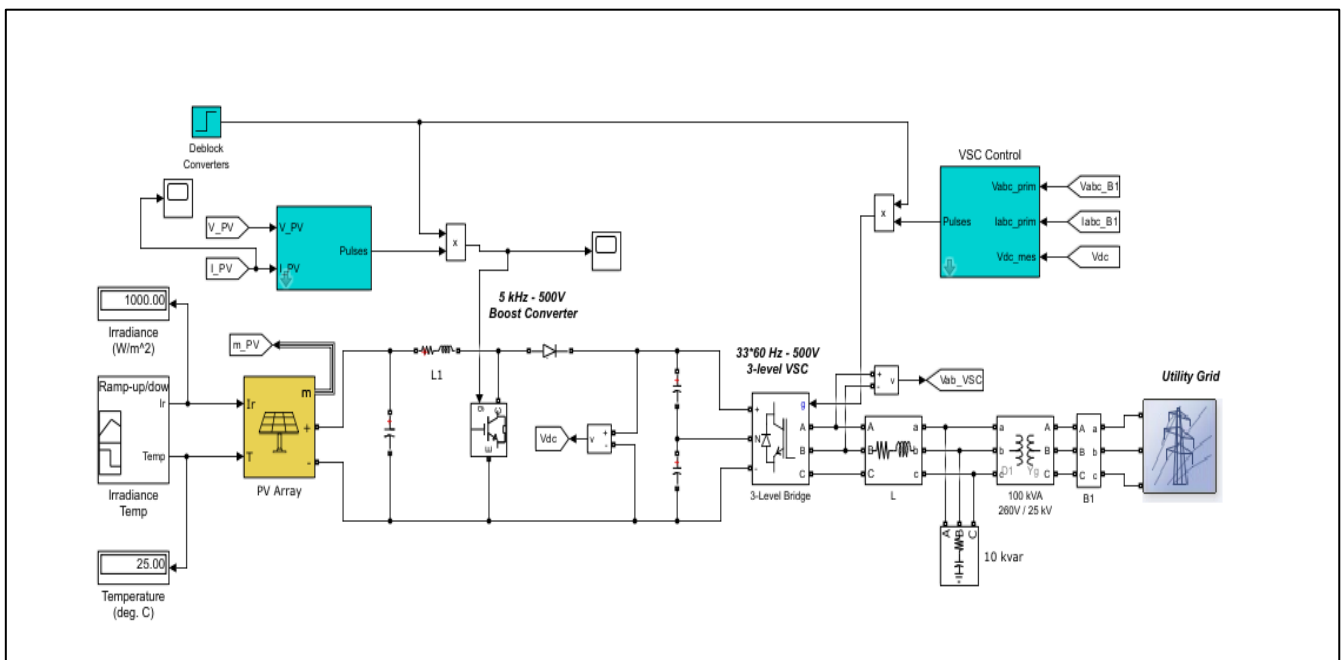 Deblock
Converters
VSC Control
Vabc_prim
Vabc_B1
V_PV
V_PV
Pulses
x
x
Pulses
Iabc_prim
Iabc_B1
I_PV
I_PV
Vdc_mes
Vdc
1000.00
Irradiance
(W/m^2)
5 kHz - 500V
Boost Converter
m_PV
L1
33*60 Hz - 500V
3-level VSC
+
-
v
Vab_VSC
Utility Grid
Ramp-up/dow
Ir
Temp
Irradiance
Temp
Ir
T
m
+
-
PV Array
g
C
E
Vdc
v
+
-
+
N
-
g
A
B
C
3-Level Bridge
A
B
C
a
b
c
L
a
b
c
D1
Yg
A
B
C
100 kVA
260V / 25 kV
A
B
C
a
b
c
B1
A
B
C
10 kvar
25.00
Temperature
(deg. C)